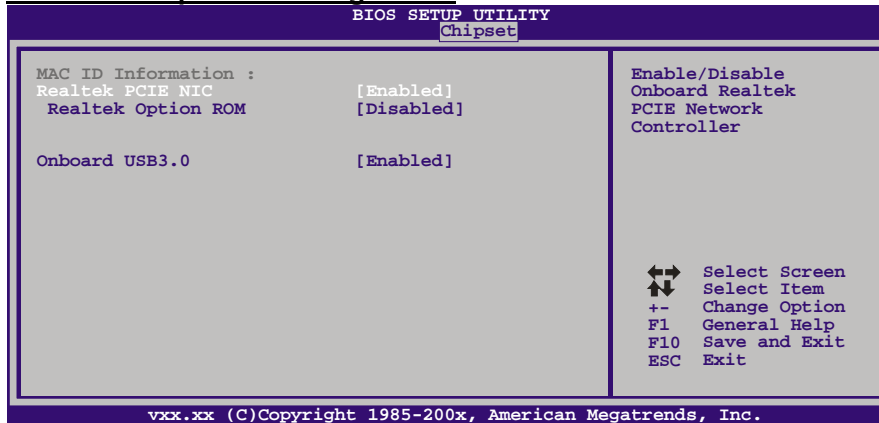 BIOS SETUP UTILITY
Chipset
MAC ID Information :
Realtek PCIE NIC [Enabled]
Realtek Option ROM [Disabled]
Onboard USB3.0 [Enabled]
Enable/Disable
Onboard Realtek
PCIE Network
Controller
Select Screen
Select Item
+- Change Option
F1 General Help
F10 Save and Exit
ESC Exit
vxx.xx (C)Copyright 1985-200x, American Megatrends, Inc.